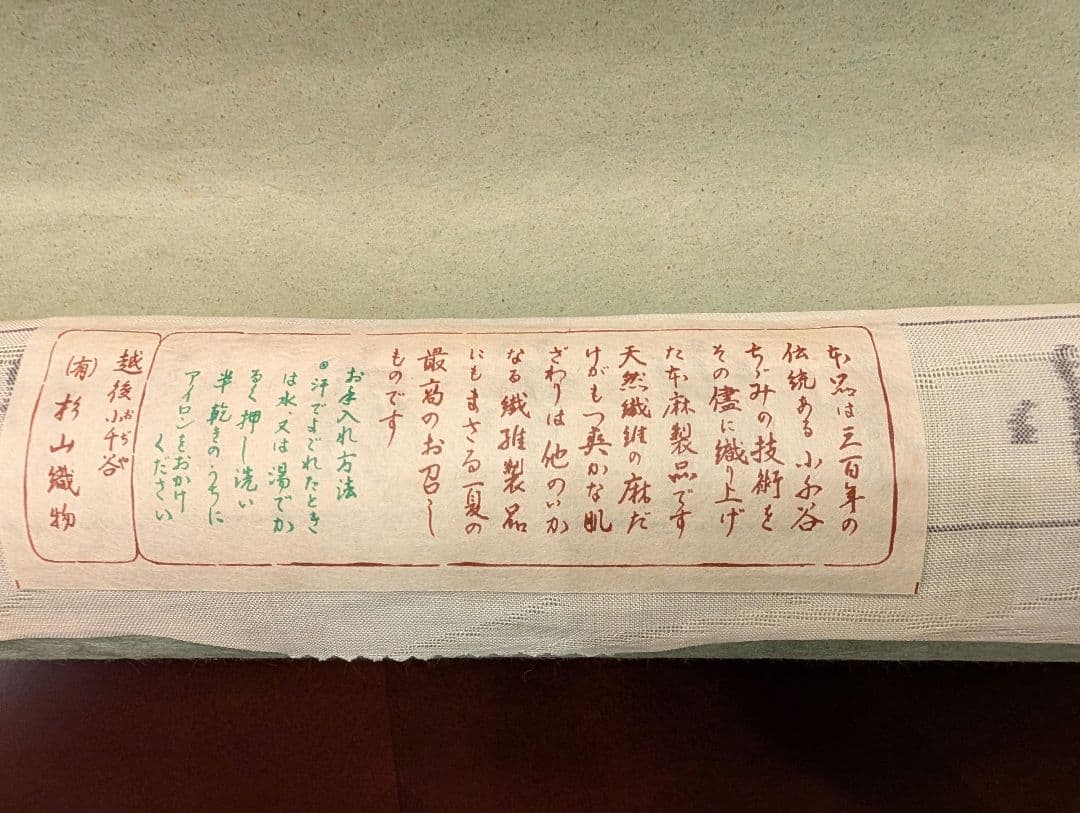 本品は三百年の
伝統ある小千谷
ちぢみの技術を
その儘に織り上げ
た本麻製品です
天然繊維の麻だ
けがもつ爽かな肌
ざわりは他のいか
なる繊維製品
にもまさる夏の
最高のお召し
ものです
お手入れ方法
◎汗でよごれたとき
は水、又は湯でか
るく押し洗い
半乾きのうちに
アイロンをおかけ
ください
越後小千谷
おぢや
(有)杉山織物